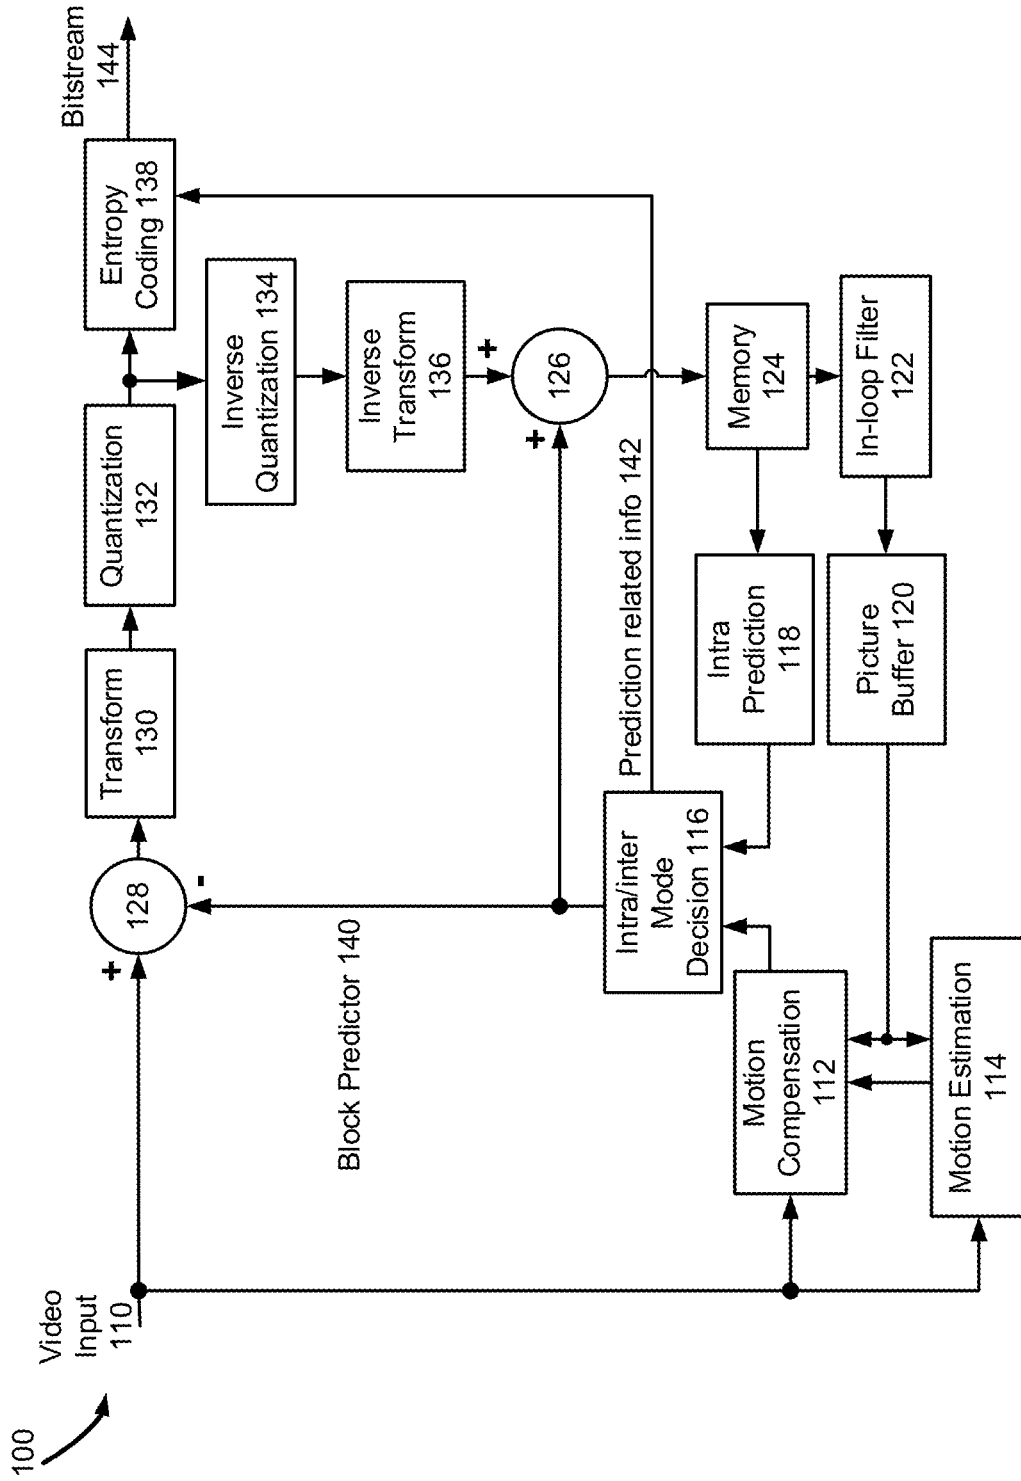 100
Video
Input
110
+
-
128
Transform
130
Quantization
132
Entropy
Coding 138
Bitstream
144
Inverse
Quantization 134
Inverse
Transform
136
+
+
126
Block Predictor 140
Prediction related info 142
Intra/inter
Mode
Decision 116
Intra
Prediction
118
Memory
124
In-loop Filter
122
Picture
Buffer 120
Motion
Compensation
112
Motion Estimation
114